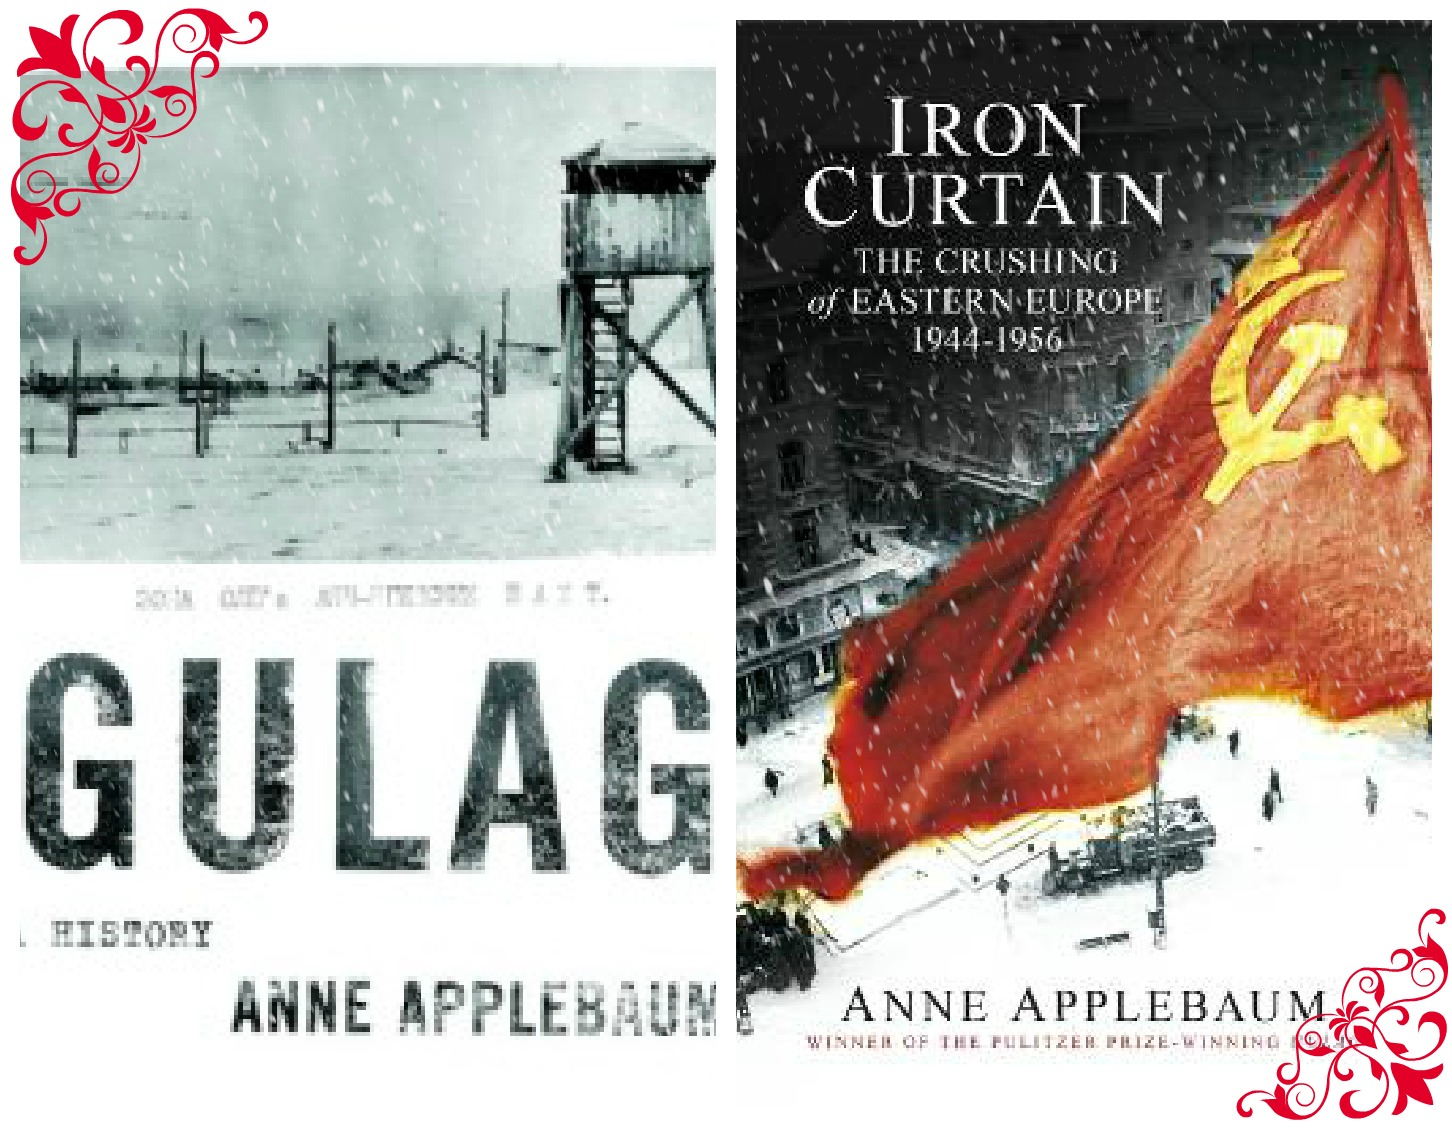 GULAG
A HISTORY
ANNE APPLEBAUM
IRON
CURTAIN
THE CRUSHING
of EASTERN EUROPE
1944-1956
ANNE APPLEBAUM
WINNER OF THE PULITZER PRIZE-WINNING